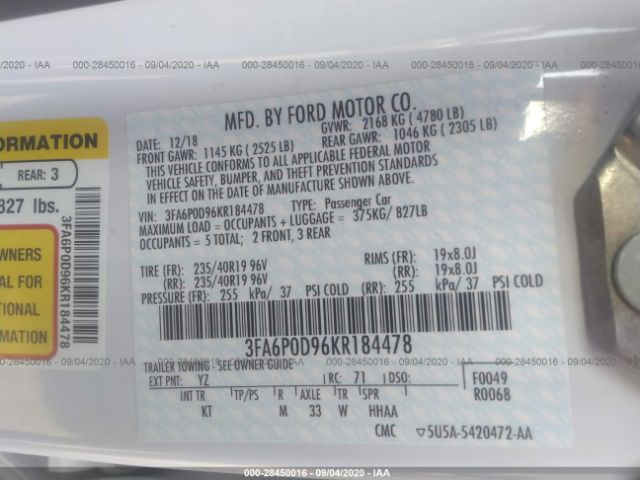 000-28450016 - 09/04/2020 - IAA 000-28450016 - 09/04/2020 - IAA 000-28450016 - 09/04/2020 - IAA
MFD. BY FORD MOTOR CO.
DATE: 12/18 GVWR: 2168 KG ( 4780 LB)
FRONT GAWR: 1145 KG ( 2525 LB) REAR GAWR: 1046 KG ( 2305 LB)
THIS VEHICLE CONFORMS TO ALL APPLICABLE FEDERAL MOTOR
VEHICLE SAFETY, BUMPER, AND THEFT PREVENTION STANDARDS
IN EFFECT ON THE DATE OF MANUFACTURE SHOWN ABOVE.
VIN: 3FA6P0D96KR184478 TYPE: Passenger Car
MAXIMUM LOAD = OCCUPANTS + LUGGAGE = 375KG/ 827LB
OCCUPANTS = 5 TOTAL; 2 FRONT, 3 REAR
TIRE (FR): 235/40R19 96V RIMS (FR): 19x8.0J
(RR): 235/40R19 96V (RR): 19x8.0J
PRESSURE (FR): 255 kPa/ 37 PSI COLD (RR): 255 kPa/ 37 PSI COLD
3FA6P0D96KR184478
TRAILER TOWING - SEE OWNER GUIDE
EXT PNT: YZ RC: 71 DSO: F0049
INT TR TP/PS R AXLE TR SPR R0068
KT M 33 W HHAA
CMC ▽5U5A-5420472-AA
ORMATION
REAR: 3
827 lbs.
WNERS
AL FOR
TIONAL
MATION
3FA6P0D96KR184478
000-28450016 - 09/04/2020 - IAA 000-28450016 - 09/04/2020 - IAA 000-28450016 - 09/04/2020 - IAA